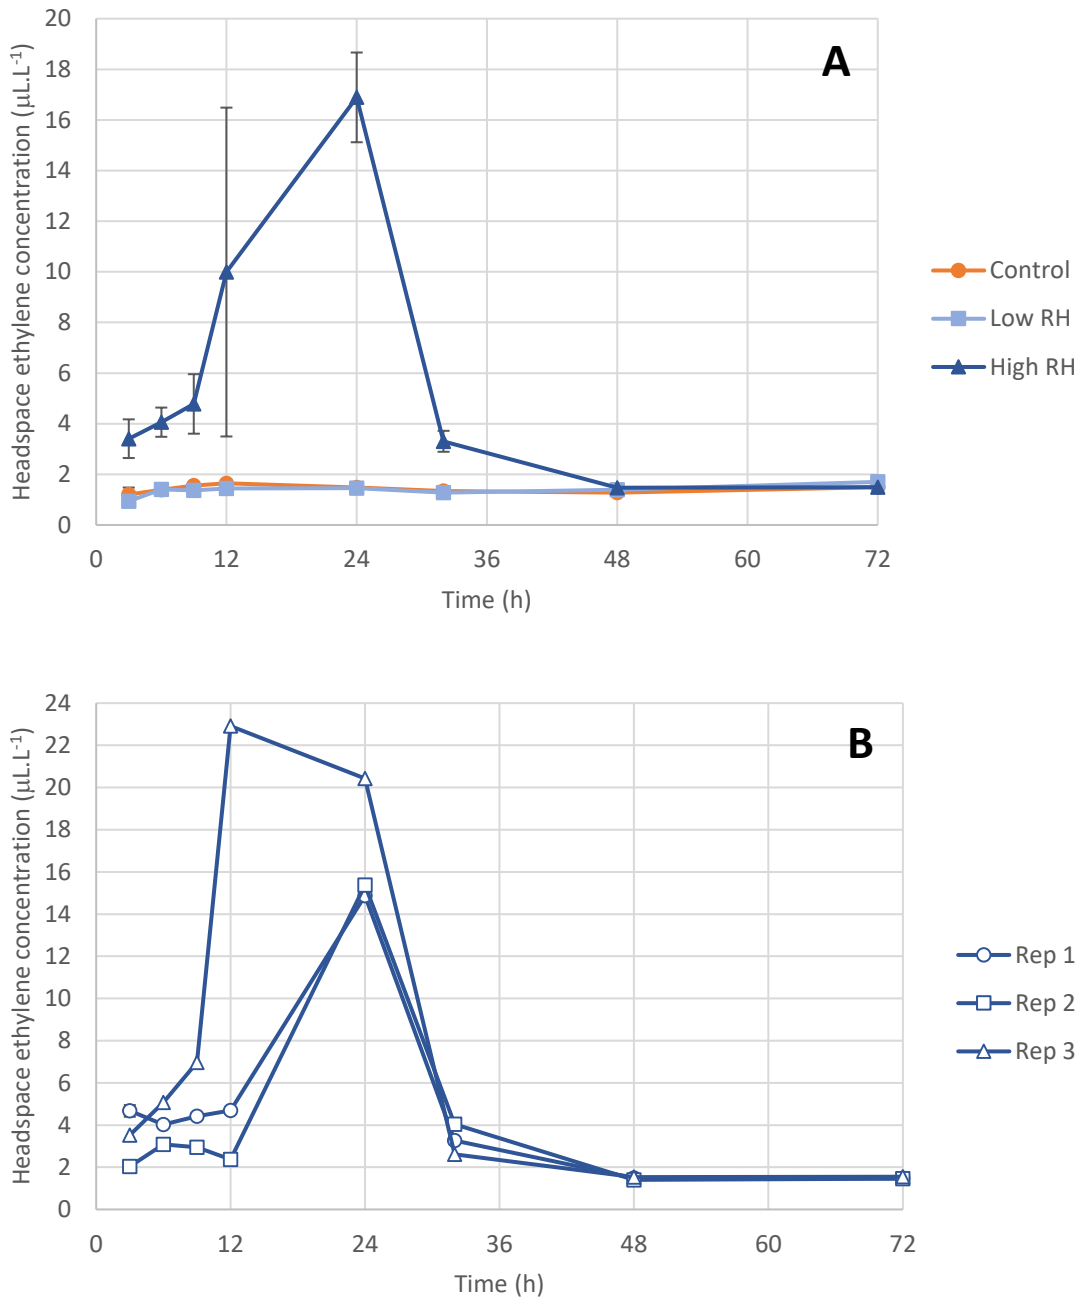 A
Headspace ethylene concentration (μL.L⁻¹)
20
18
16
14
12
10
8
6
4
2
0
0 12 24 36 48 60 72
Time (h)
Control
Low RH
High RH
B
Headspace ethylene concentration (μL.L⁻¹)
24
22
20
18
16
14
12
10
8
6
4
2
0
0 12 24 36 48 60 72
Time (h)
Rep 1
Rep 2
Rep 3